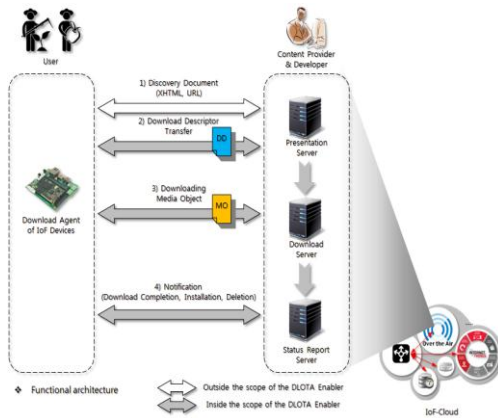 User
Content Provider
& Developer
1) Discovery Document
(XHTML, URL)
2) Download Descriptor
Transfer
DD
Presentation
Server
3) Downloading
Media Object
MO
Download Agent
of IoF Devices
Download
Server
4) Notification
(Download Completion, Installation, Deletion)
Status Report
Server
Over the Air
❖ Functional architecture
Outside the scope of the DLOTA Enabler
Inside the scope of the DLOTA Enabler
IoF-Cloud